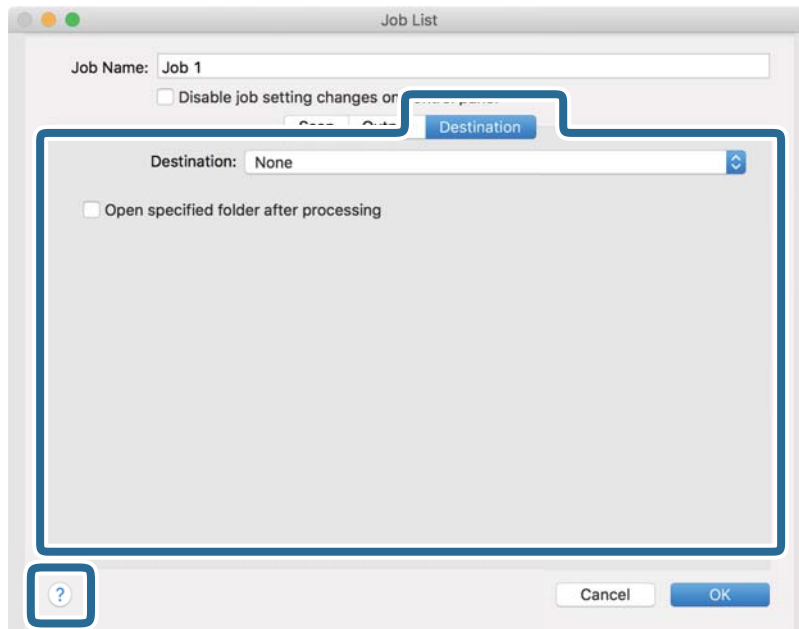 Job List
Job Name: Job 1
Disable job setting changes on
Destination
Destination: None
Open specified folder after processing
?
Cancel OK